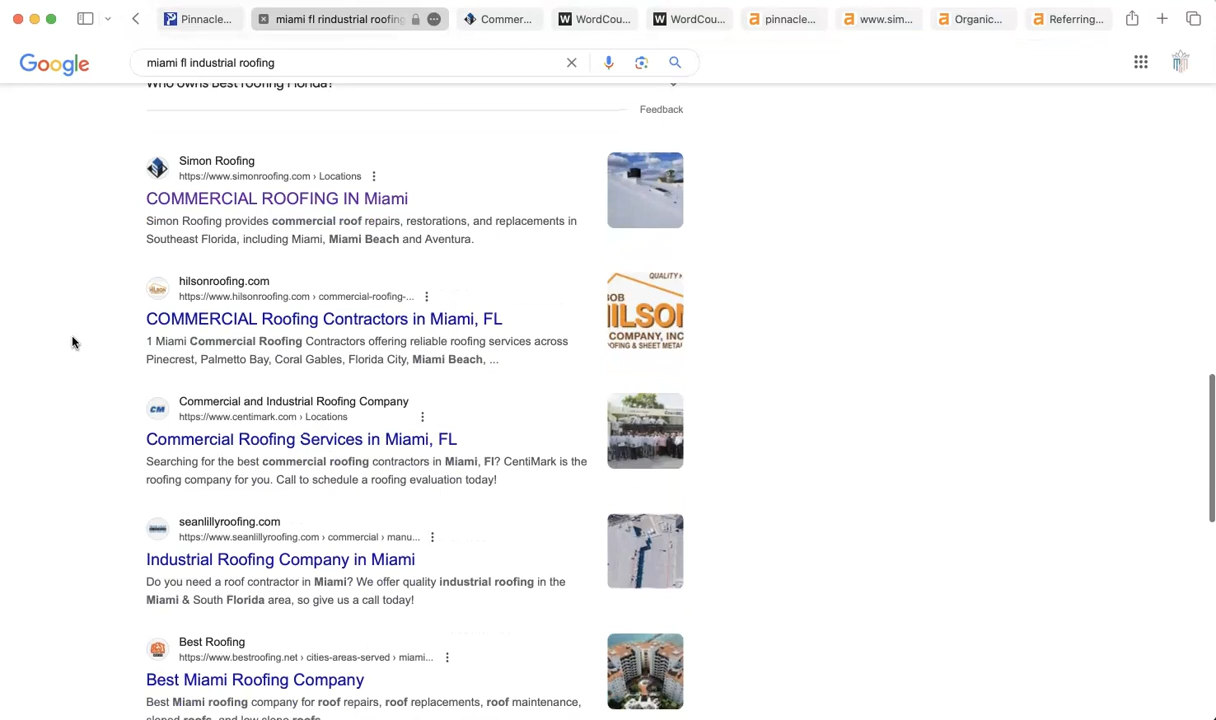 Pinnacle...
miami fl rindustrial roofing
Commer...
WordCou...
WordCou...
pinnacle...
www.sim...
Organic...
Referring...
Google
miami fl industrial roofing
Who owns Best roofing Florida?
Feedback
Simon Roofing
https://www.simonroofing.com › Locations
COMMERCIAL ROOFING IN Miami
Simon Roofing provides commercial roof repairs, restorations, and replacements in
Southeast Florida, including Miami, Miami Beach and Aventura.
hilsonroofing.com
https://www.hilsonroofing.com › commercial-roofing-...
COMMERCIAL Roofing Contractors in Miami, FL
1 Miami Commercial Roofing Contractors offering reliable roofing services across
Pinecrest, Palmetto Bay, Coral Gables, Florida City, Miami Beach, ...
QUALITY
BOB
HILSON
COMPANY, INC
OFING & SHEET METAL
CM
Commercial and Industrial Roofing Company
https://www.centimark.com › Locations
Commercial Roofing Services in Miami, FL
Searching for the best commercial roofing contractors in Miami, Fl? CentiMark is the
roofing company for you. Call to schedule a roofing evaluation today!
seanlillyroofing.com
https://www.seanlillyroofing.com › commercial › manu...
Industrial Roofing Company in Miami
Do you need a roof contractor in Miami? We offer quality industrial roofing in the
Miami & South Florida area, so give us a call today!
Best Roofing
https://www.bestroofing.net › cities-areas-served › miami...
Best Miami Roofing Company
Best Miami roofing company for roof repairs, roof replacements, roof maintenance,
sloped roofs, and low slope roofs.